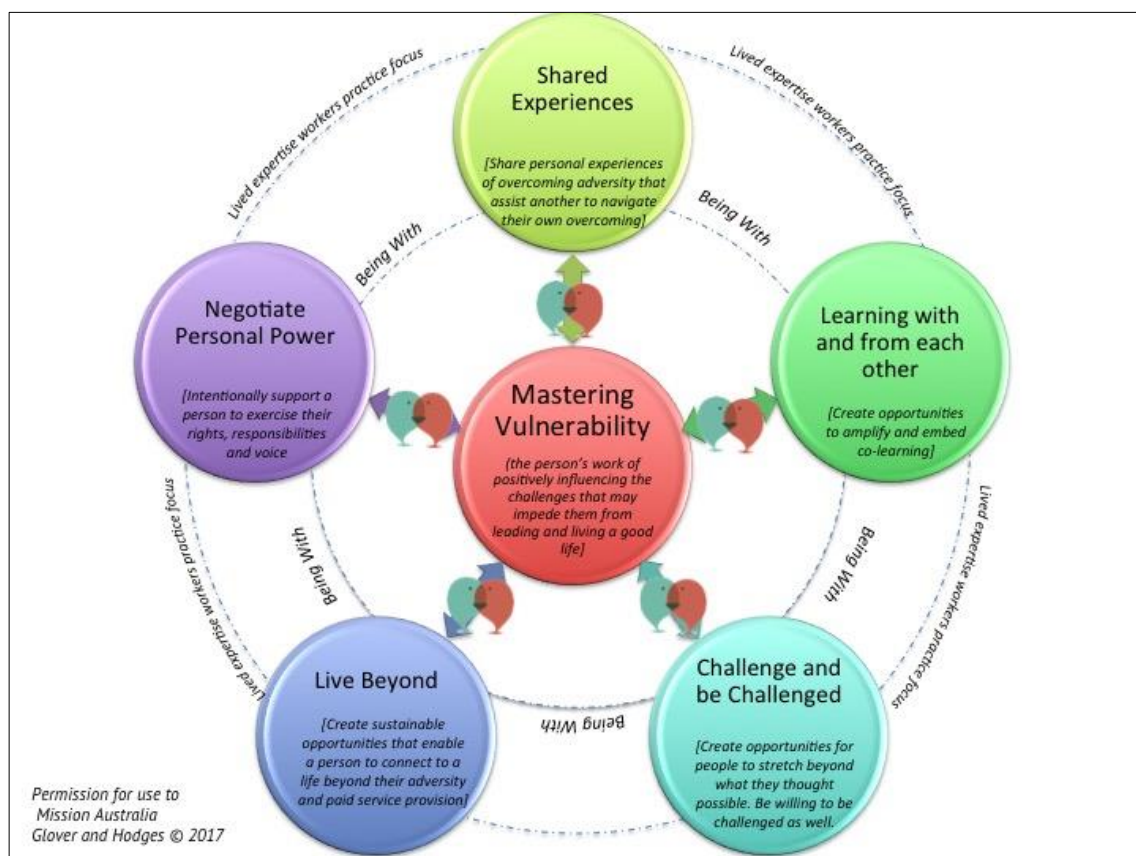 Lived expertise workers practice focus
Lived expertise workers practice focus
Shared
Experiences
[Share personal experiences
of overcoming adversity that
assist another to navigate
their own overcoming]
Being With
Being With
Negotiate
Personal Power
[Intentionally support a
person to exercise their
rights, responsibilities
and voice
Learning with
and from each
other
[Create opportunities
to amplify and embed
co-learning]
Mastering
Vulnerability
(the person's work of
positively influencing the
challenges that may
impede them from
leading and living a good
life]
Lived expertise workers practice focus
Being With
Being With
Lived expertise workers practice focus
Live Beyond
[Create sustainable
opportunities that enable
a person to connect to a
life beyond their adversity
and paid service provision]
Being With
Challenge and
be Challenged
[Create opportunities for
people to stretch beyond
what they thought
possible. Be willing to be
challenged as well.
Permission for use to
Mission Australia
Glover and Hodges © 2017